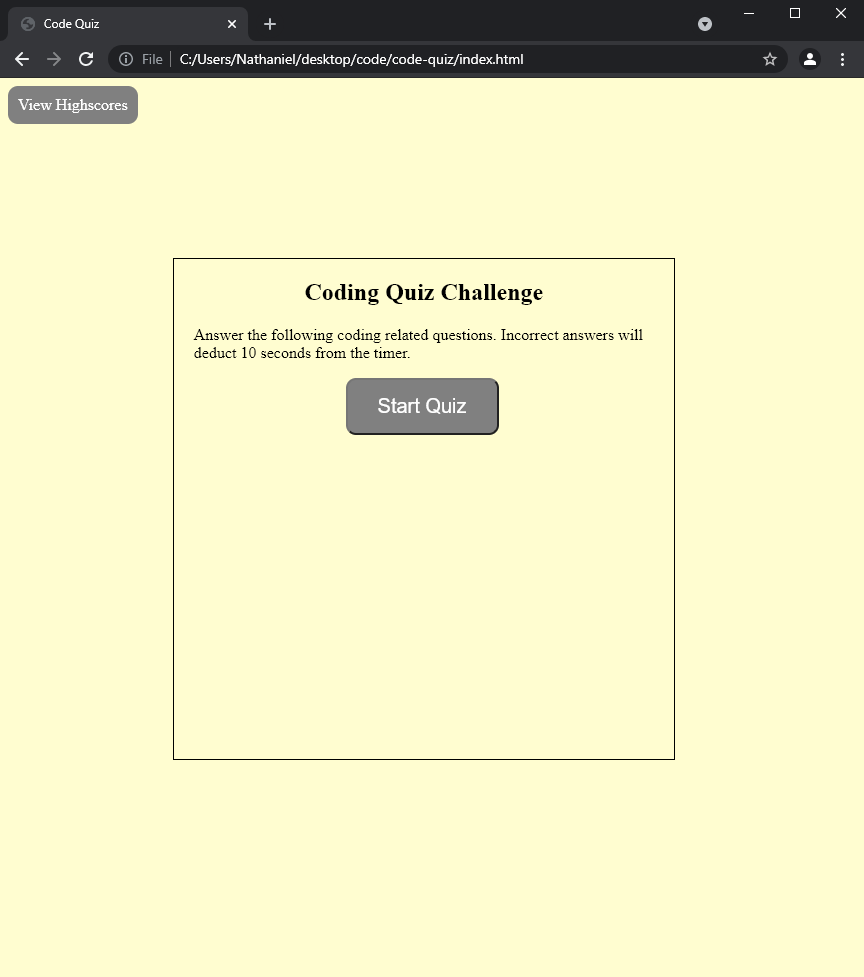 Code Quiz
File C:/Users/Nathaniel/desktop/code/code-quiz/index.html
View Highscores
Coding Quiz Challenge
Answer the following coding related questions. Incorrect answers will
deduct 10 seconds from the timer.
Start Quiz